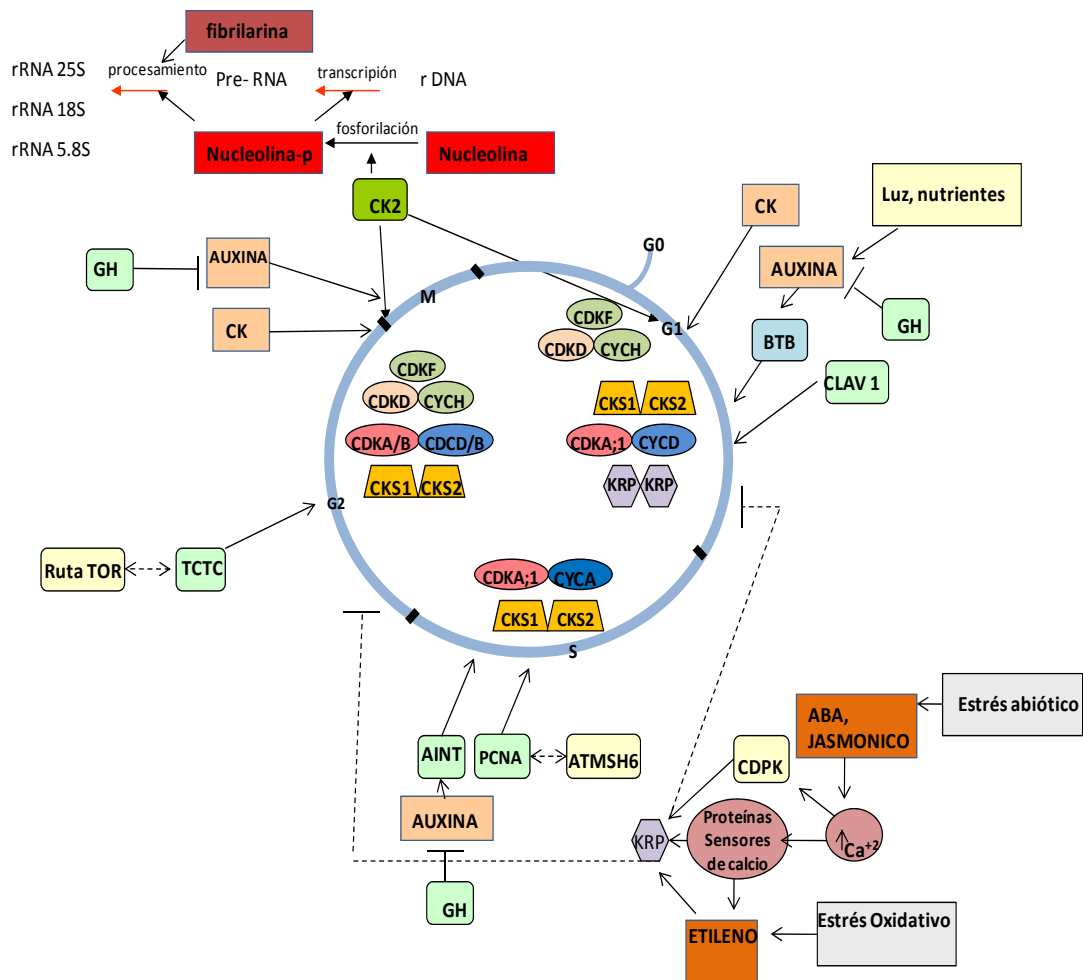 fibrilarina
rRNA 25S
procesamiento
Pre- RNA
transcripión
r DNA
rRNA 18S
rRNA 5.8S
Nucleolina-p
fosforilación
Nucleolina
CK2
CK
Luz, nutrientes
GH
AUXINA
G0
AUXINA
M
G1
GH
CK
BTB
CLAV 1
CDKF
CDKD
CYCH
CDKF
CDKD
CYCH
CKS1
CKS2
CDKA/B
CDCD/B
CDKA;1
CYCD
CKS1
CKS2
KRP
KRP
G2
Ruta TOR
TCTC
CDKA;1
CYCA
CKS1
CKS2
S
AINT
PCNA
ATMSH6
AUXINA
GH
ABA,
JASMONICO
Estrés abiótico
CDPK
KRP
Proteínas
Sensores
de calcio
↑Ca+2
ETILENO
Estrés Oxidativo